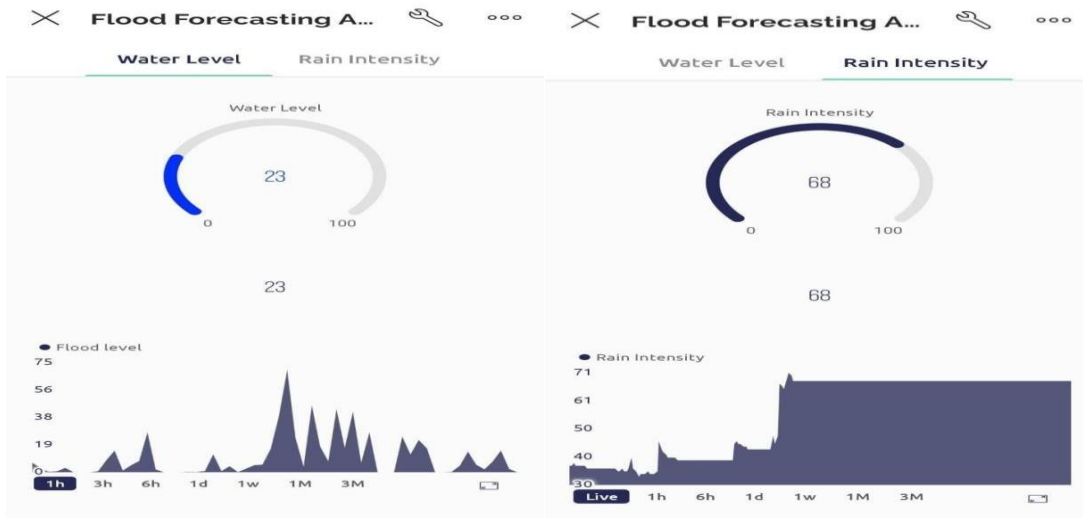 Flood Forecasting A...
Water Level Rain Intensity
Water Level
23
0 100
23
Flood level
75
56
38
19
0
1h 3h 6h 1d 1w 1M 3M
Flood Forecasting A...
Water Level Rain Intensity
Rain Intensity
68
0 100
68
Rain Intensity
71
61
50
40
30
Live 1h 6h 1d 1w 1M 3M